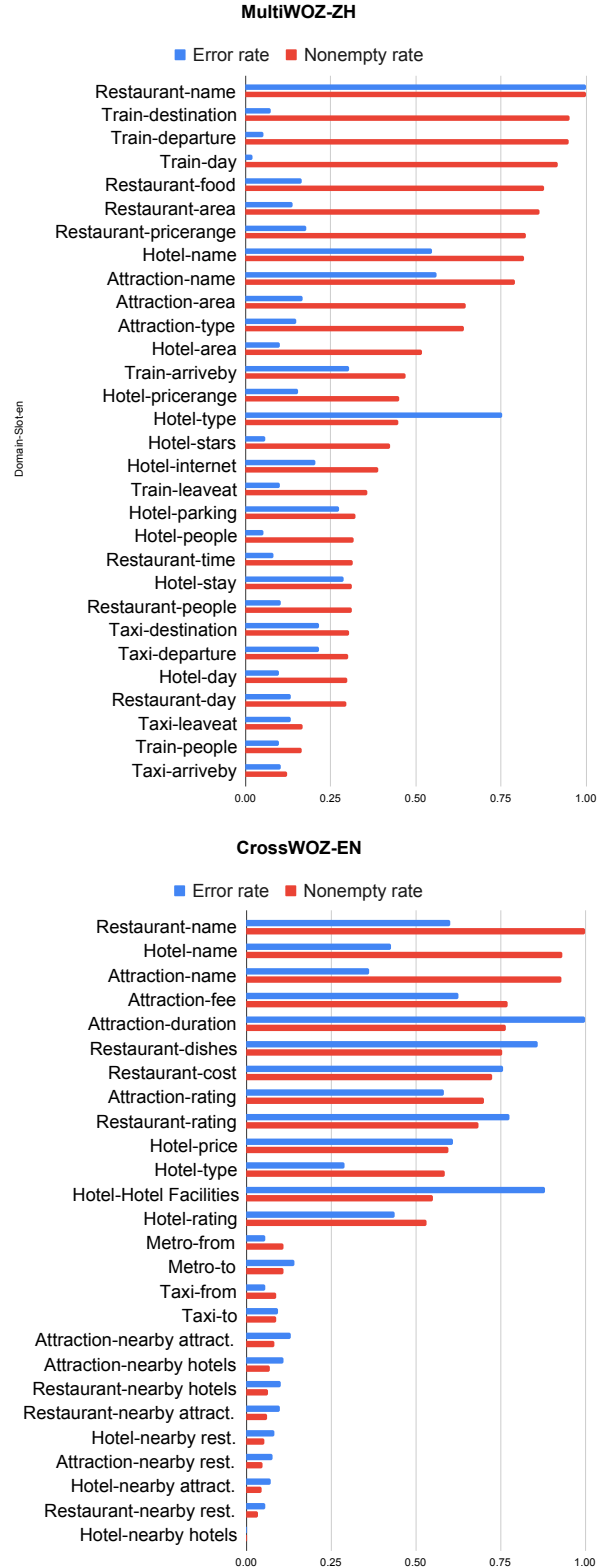 MultiWOZ-ZH
Error rate Nonempty rate
Domain-Slot-en
Restaurant-name
Train-destination
Train-departure
Train-day
Restaurant-food
Restaurant-area
Restaurant-pricerange
Hotel-name
Attraction-name
Attraction-area
Attraction-type
Hotel-area
Train-arriveby
Hotel-pricerange
Hotel-type
Hotel-stars
Hotel-internet
Train-leaveat
Hotel-parking
Hotel-people
Restaurant-time
Hotel-stay
Restaurant-people
Taxi-destination
Taxi-departure
Hotel-day
Restaurant-day
Taxi-leaveat
Train-people
Taxi-arriveby
0.00 0.25 0.50 0.75 1.00
CrossWOZ-EN
Error rate Nonempty rate
Restaurant-name
Hotel-name
Attraction-name
Attraction-fee
Attraction-duration
Restaurant-dishes
Restaurant-cost
Attraction-rating
Restaurant-rating
Hotel-price
Hotel-type
Hotel-Hotel Facilities
Hotel-rating
Metro-from
Metro-to
Taxi-from
Taxi-to
Attraction-nearby attract.
Attraction-nearby hotels
Restaurant-nearby hotels
Restaurant-nearby attract.
Hotel-nearby rest.
Attraction-nearby rest.
Hotel-nearby attract.
Restaurant-nearby rest.
Hotel-nearby hotels
0.00 0.25 0.50 0.75 1.00